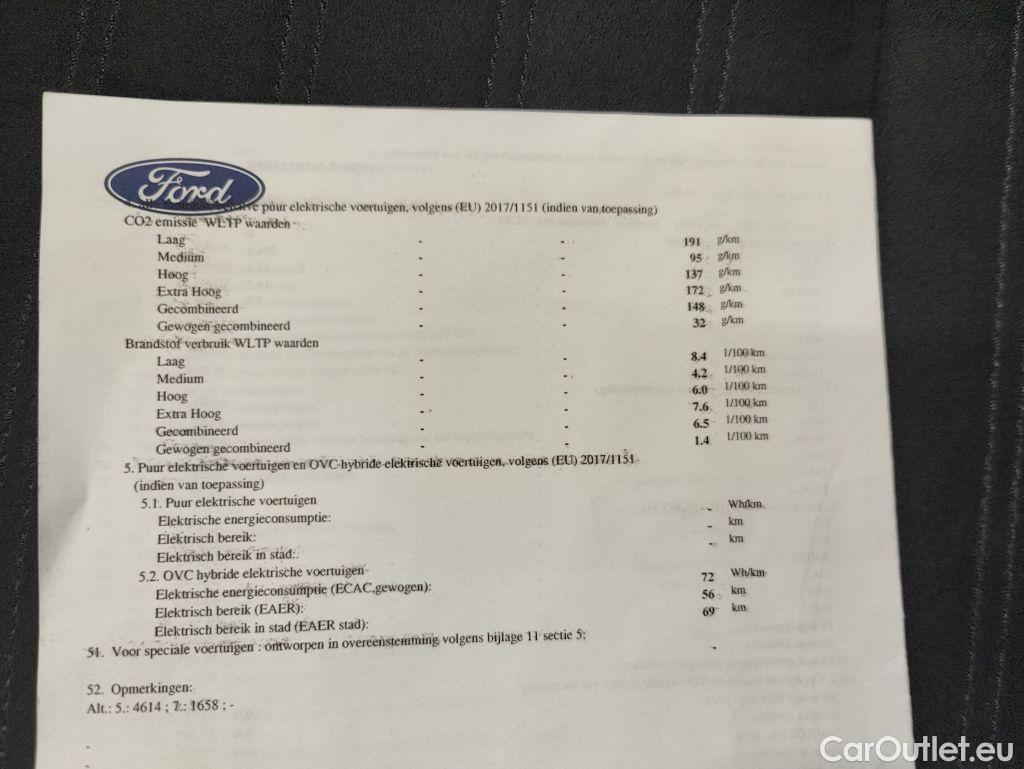 Ford
puur elektrische voertuigen, volgens (EU) 2017/1151 (indien van toepassing)
CO2 emissie WLTP waarden
Laag - - 191 g/km
Medium - - 95 g/km
Hoog - - 137 g/km
Extra Hoog - - 172 g/km
Gecombineerd - - 148 g/km
Gewogen gecombineerd - - 32 g/km
Brandstof verbruik WLTP waarden
Laag - - 8.4 l/100 km
Medium - - 4.2 l/100 km
Hoog - - 6.0 l/100 km
Extra Hoog - - 7.6 l/100 km
Gecombineerd - - 6.5 l/100 km
Gewogen gecombineerd - - 1.4 l/100 km
5. Puur elektrische voertuigen en OVC hybride elektrische voertuigen, volgens (EU) 2017/1151
(indien van toepassing)
5.1. Puur elektrische voertuigen
Elektrische energieconsumptie: - Wh/km
Elektrisch bereik: - km
Elektrisch bereik in stad: - km
5.2. OVC hybride elektrische voertuigen
Elektrische energieconsumptie (ECAC,gewogen): 72 Wh/km
Elektrisch bereik (EAER): 56 km
Elektrisch bereik in stad (EAER stad): 69 km
51. Voor speciale voertuigen : ontworpen in overeenstemming volgens bijlage 11 sectie 5: -
52. Opmerkingen:
Alt.: 5.: 4614 ; 7.: 1658 ; -
-
CarOutlet.eu